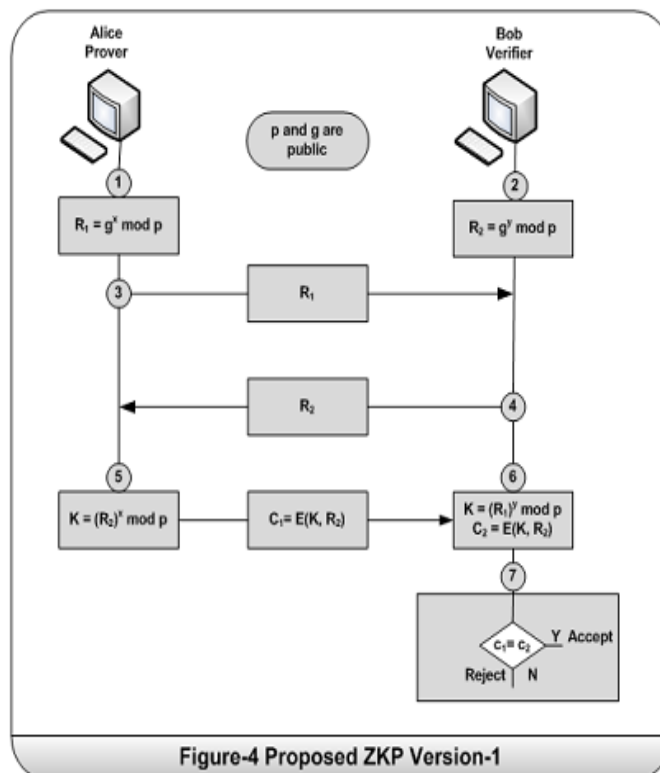 Alice
Prover
Bob
Verifier
p and g are
public
1
2
R₁ = gˣ mod p
R₂ = gʸ mod p
3
R₁
R₂
4
5
6
K = (R₂)ˣ mod p
C₁= E(K, R₂)
K = (R₁)ʸ mod p
C₂ = E(K, R₂)
7
c₁= c₂
Y Accept
Reject N
Figure-4 Proposed ZKP Version-1